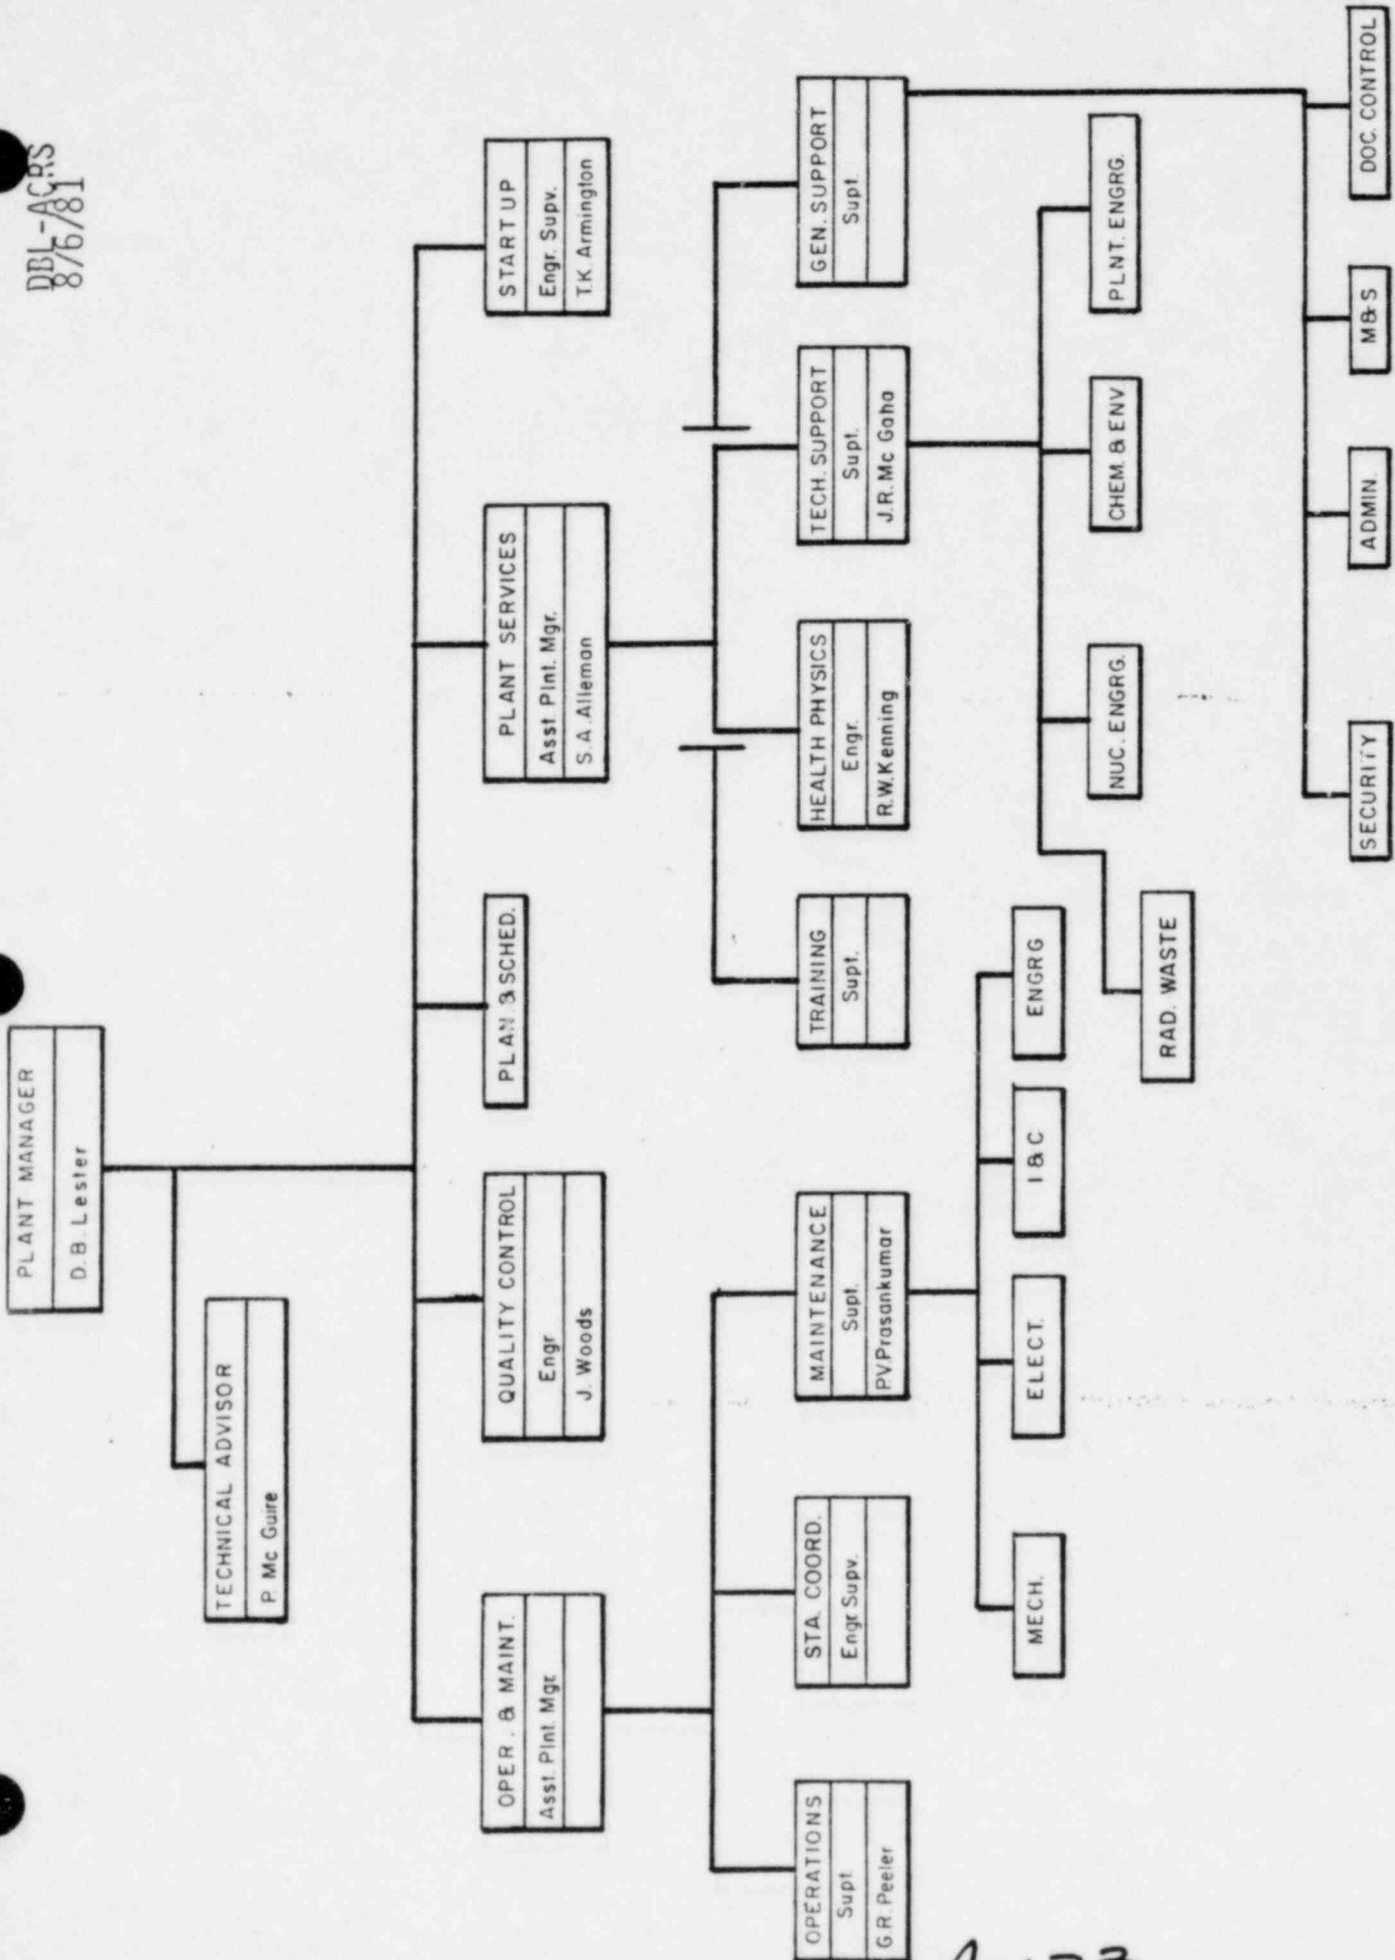 DBL-ACRS
8/6/81
PLANT MANAGER
D.B. Lester
TECHNICAL ADVISOR
P. Mc Guire
OPER. & MAINT.
Asst. Plnt. Mgr.
QUALITY CONTROL
Engr
J. Woods
PLAN. & SCHED.
PLANT SERVICES
Asst. Plnt. Mgr.
S.A. Alleman
START UP
Engr. Supv.
T.K. Armington
OPERATIONS
Supt.
G.R. Peeler
STA. COORD.
Engr. Supv.
MAINTENANCE
Supt.
P.V. Prasankumar
TRAINING
Supt.
HEALTH PHYSICS
Engr.
R.W. Kenning
TECH. SUPPORT
Supt.
J.R. Mc Gaha
GEN. SUPPORT
Supt.
MECH.
ELECT.
I & C
ENGRG
RAD. WASTE
NUC. ENGRG.
CHEM. & ENV.
PLNT. ENGRG.
SECURITY
ADMIN.
M & S
DOC. CONTROL